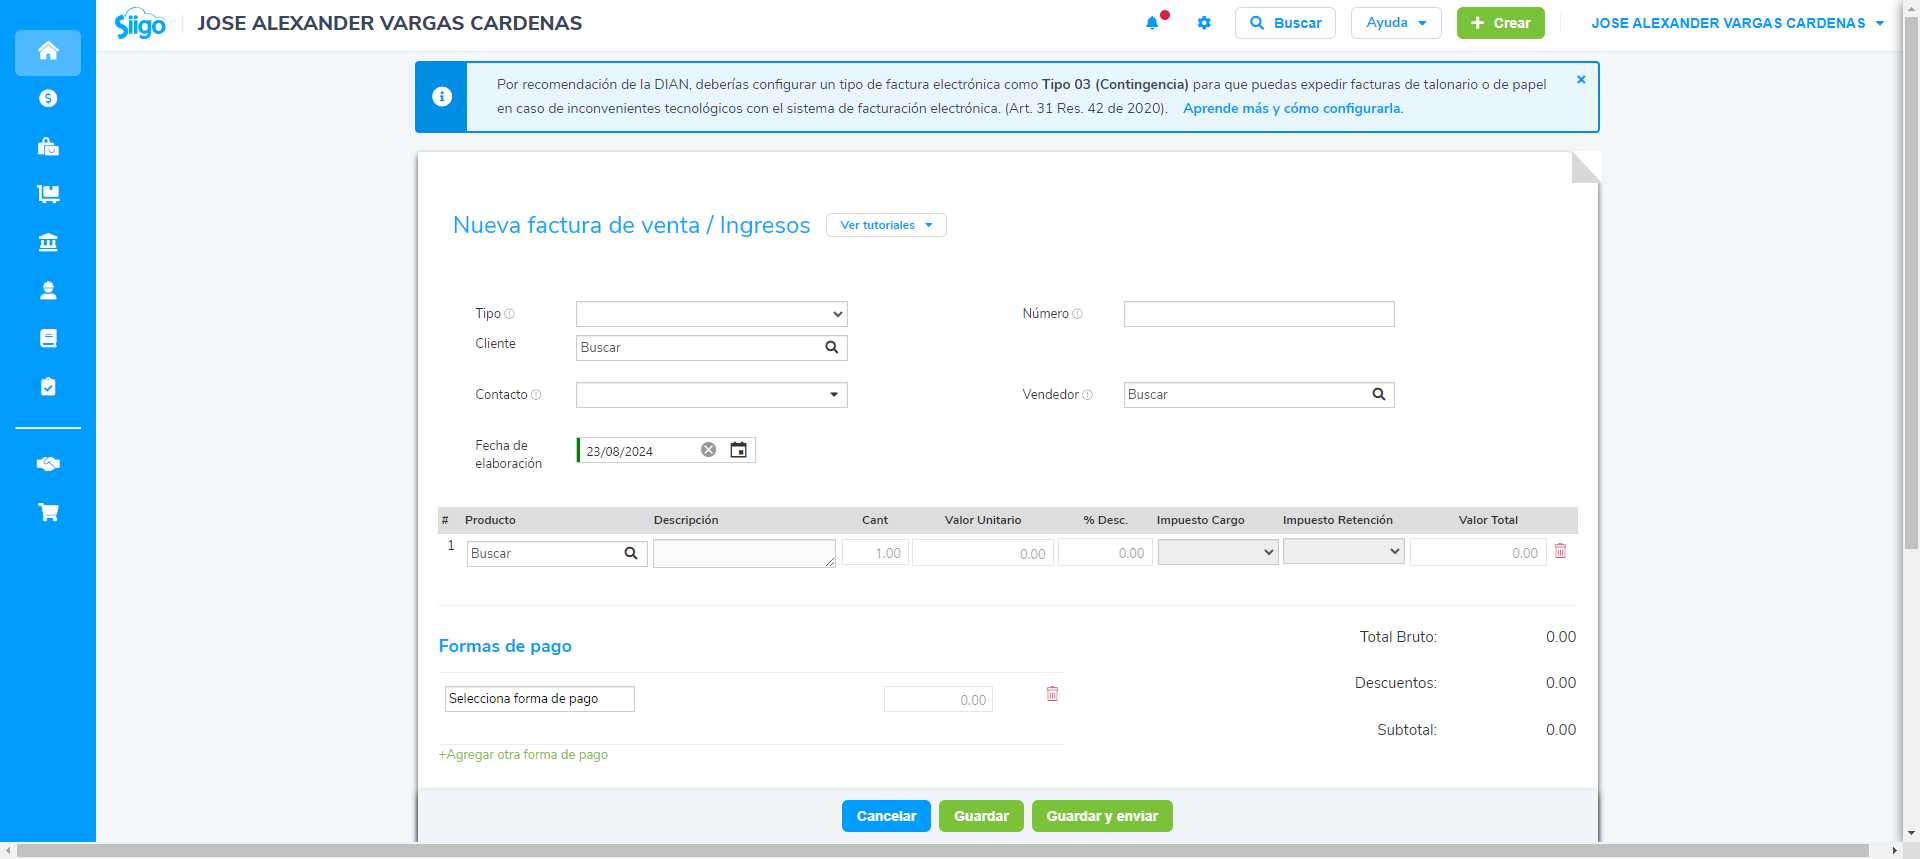 Siigo JOSE ALEXANDER VARGAS CARDENAS Buscar Ayuda Crear JOSE ALEXANDER VARGAS CARDENAS
Por recomendación de la DIAN, deberías configurar un tipo de factura electrónica como Tipo 03 (Contingencia) para que puedas expedir facturas de talonario o de papel
en caso de inconvenientes tecnológicos con el sistema de facturación electrónica. (Art. 31 Res. 42 de 2020). Aprende más y cómo configurarla.
Nueva factura de venta / Ingresos Ver tutoriales
Tipo Número
Cliente Buscar
Contacto Vendedor Buscar
Fecha de
elaboración 23/08/2024
# Producto Descripción Cant Valor Unitario % Desc. Impuesto Cargo Impuesto Retención Valor Total
1 Buscar 1.00 0.00 0.00 0.00
Formas de pago
Total Bruto: 0.00
Selecciona forma de pago 0.00
Descuentos: 0.00
Subtotal: 0.00
+Agregar otra forma de pago
Cancelar Guardar Guardar y enviar